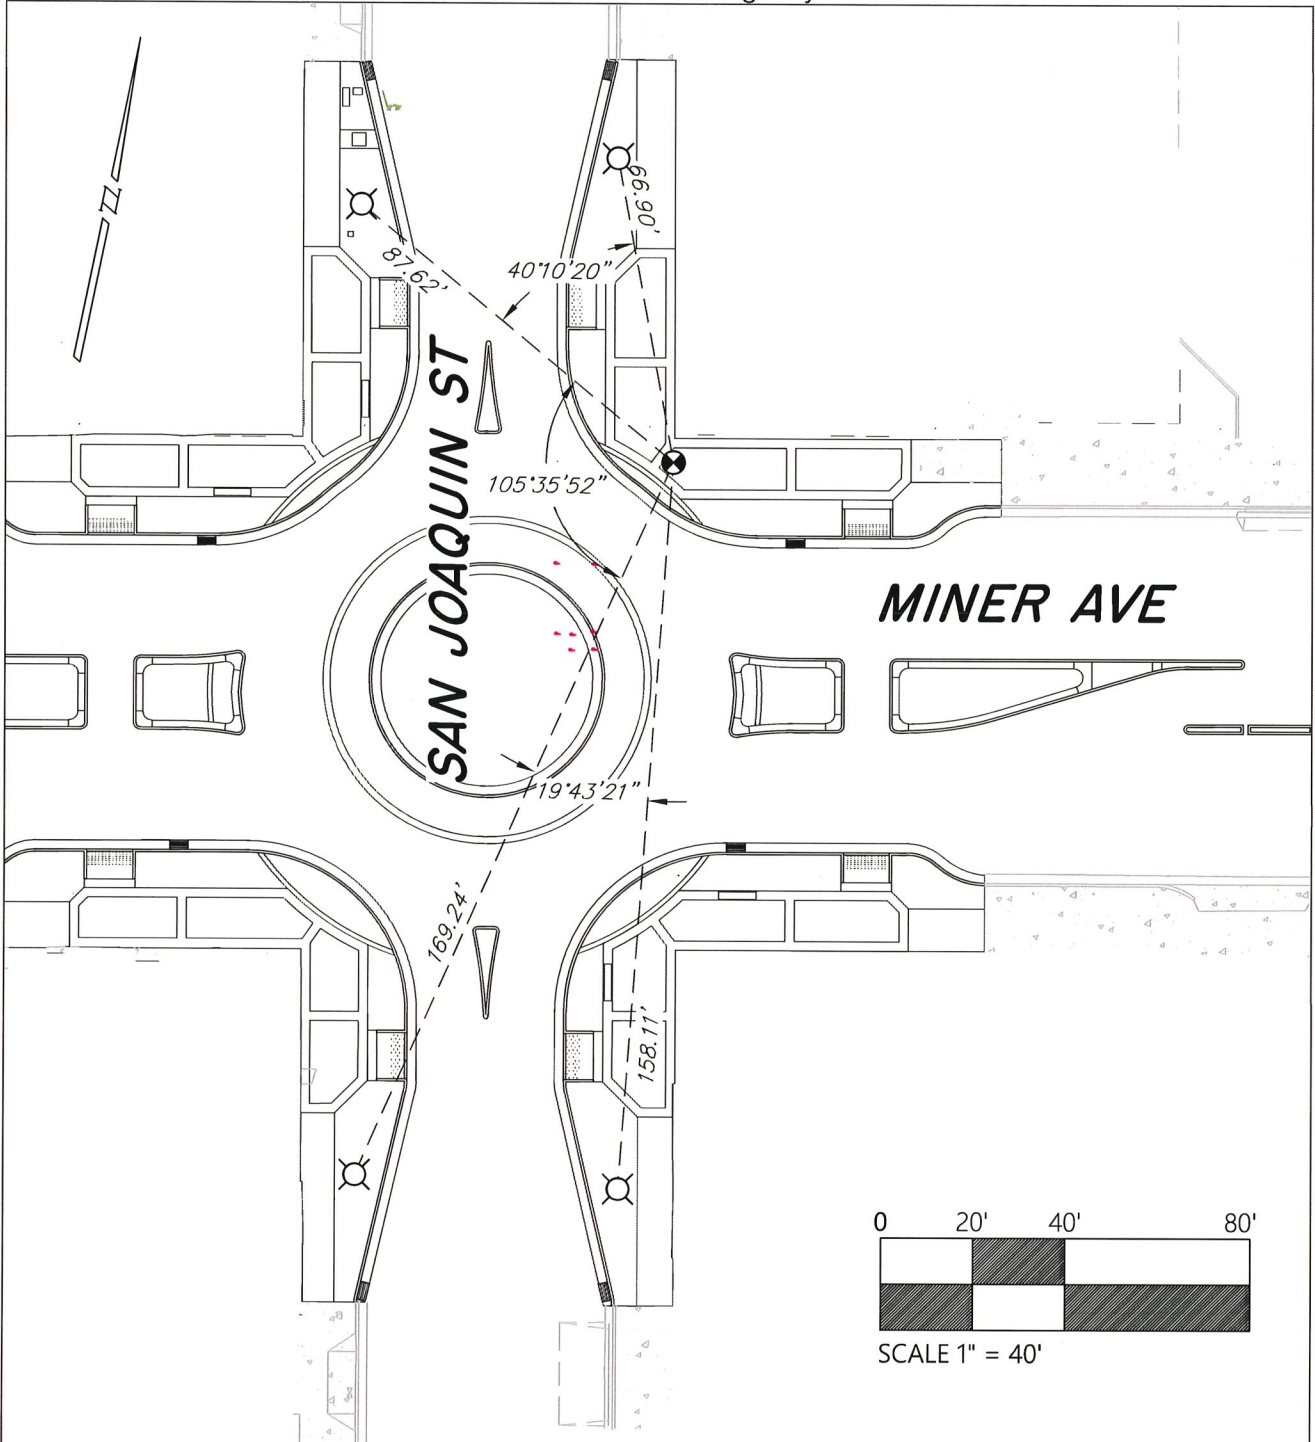 66.90'
87.62'
40°10'20"
SAN JOAQUIN ST
105°35'52"
MINER AVE
19°43'21"
169.24'
158.11'
0 20' 40' 80'
SCALE 1" = 40'